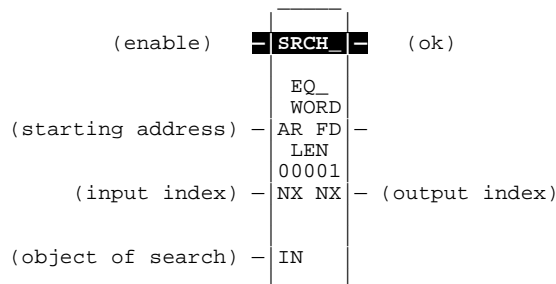 (enable) SRCH_ (ok)
EQ_
WORD
(starting address) AR FD
LEN
00001
(input index) NX NX (output index)
(object of search) IN